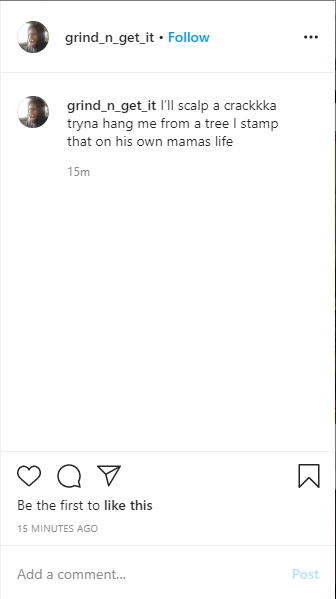 grind_n_get_it • Follow
grind_n_get_it I’ll scalp a crackkka
tryna hang me from a tree I stamp
that on his own mamas life
15m
Be the first to like this
15 MINUTES AGO
Add a comment...
Post